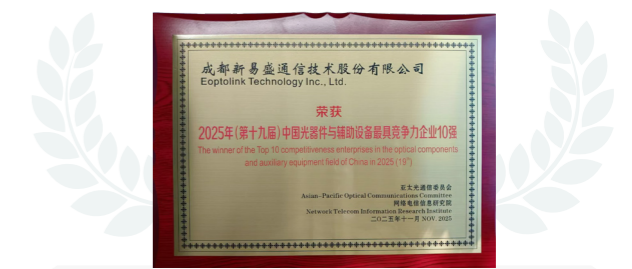 成都新易盛通信技术股份有限公司
Eoptolink Technology Inc., Ltd.
荣获
2025年(第十九届)中国光器件与辅助设备最具竞争力企业10强
The winner of the Top 10 competitiveness enterprises in the optical components
and auxiliary equipment field of China in 2025 (19th)
亚太光通信委员会
Asian-Pacific Optical Communications Committee
网络电信信息研究院
Network Telecom Information Research Institute
二〇二五年十一月 NOV. 2025